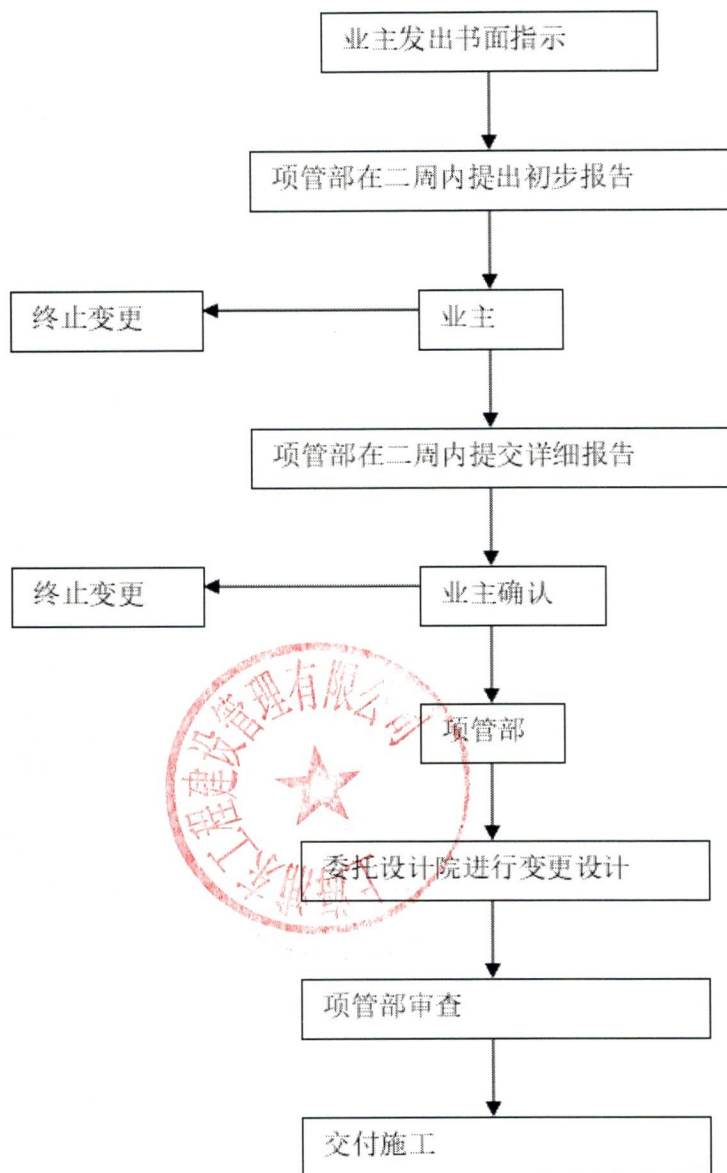 业主发出书面指示
项管部在二周内提出初步报告
终止变更
业主
项管部在二周内提交详细报告
终止变更
业主确认
上海浦东工程建设管理有限公司
项管部
委托设计院进行变更设计
项管部审查
交付施工